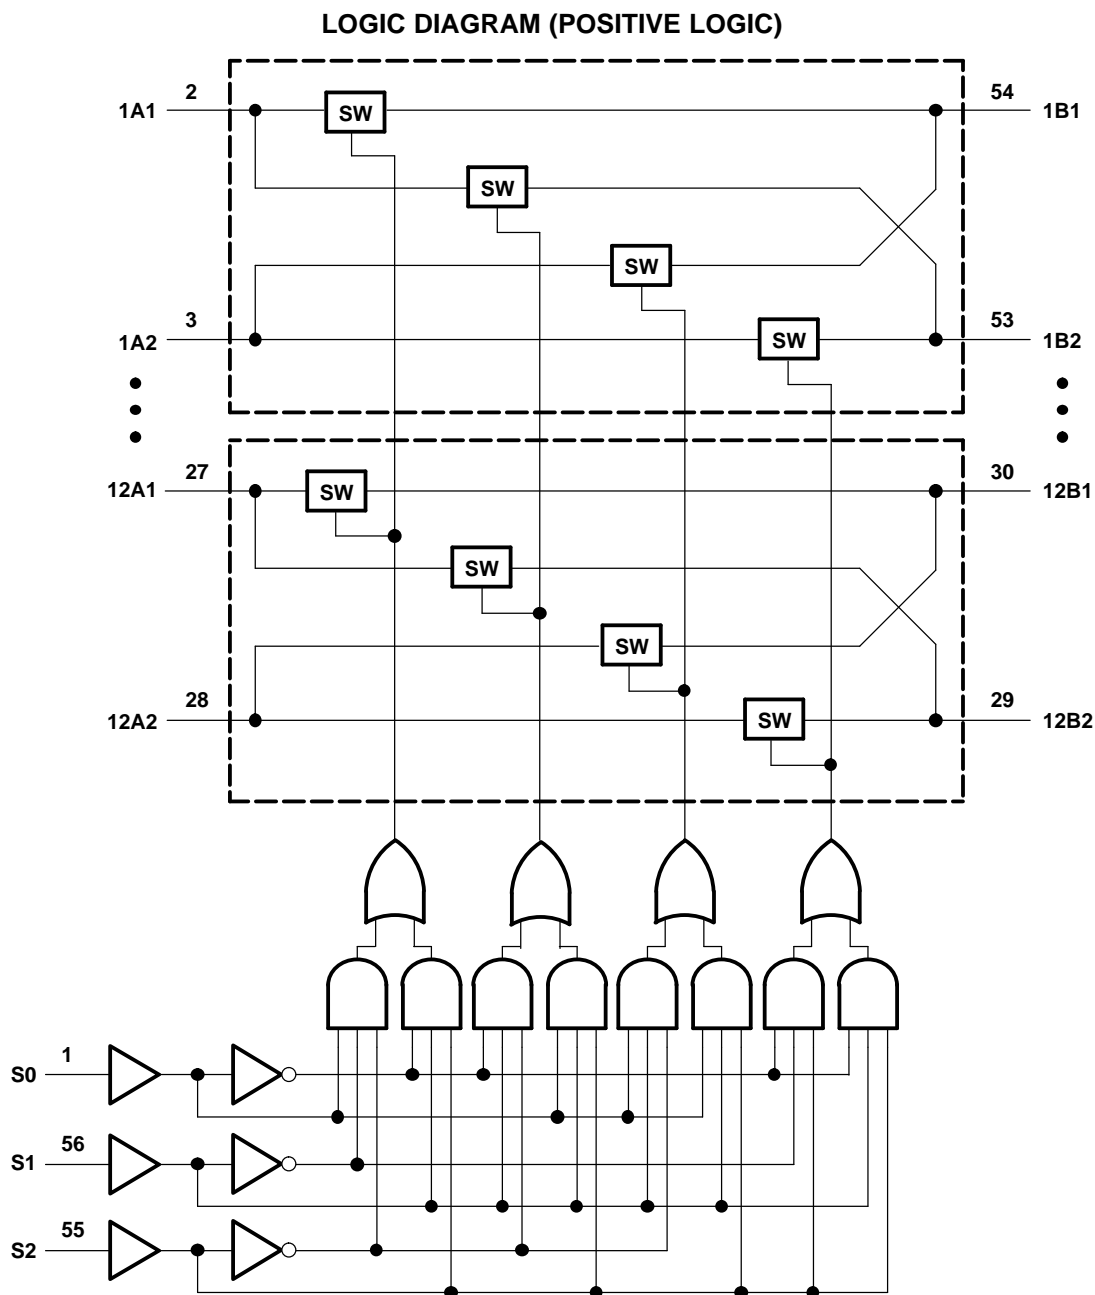 LOGIC DIAGRAM (POSITIVE LOGIC)
1A1 2 SW 54 1B1
SW
SW
1A2 3 SW 53 1B2
12A1 27 SW 30 12B1
SW
SW
12A2 28 SW 29 12B2
S0 1
S1 56
S2 55